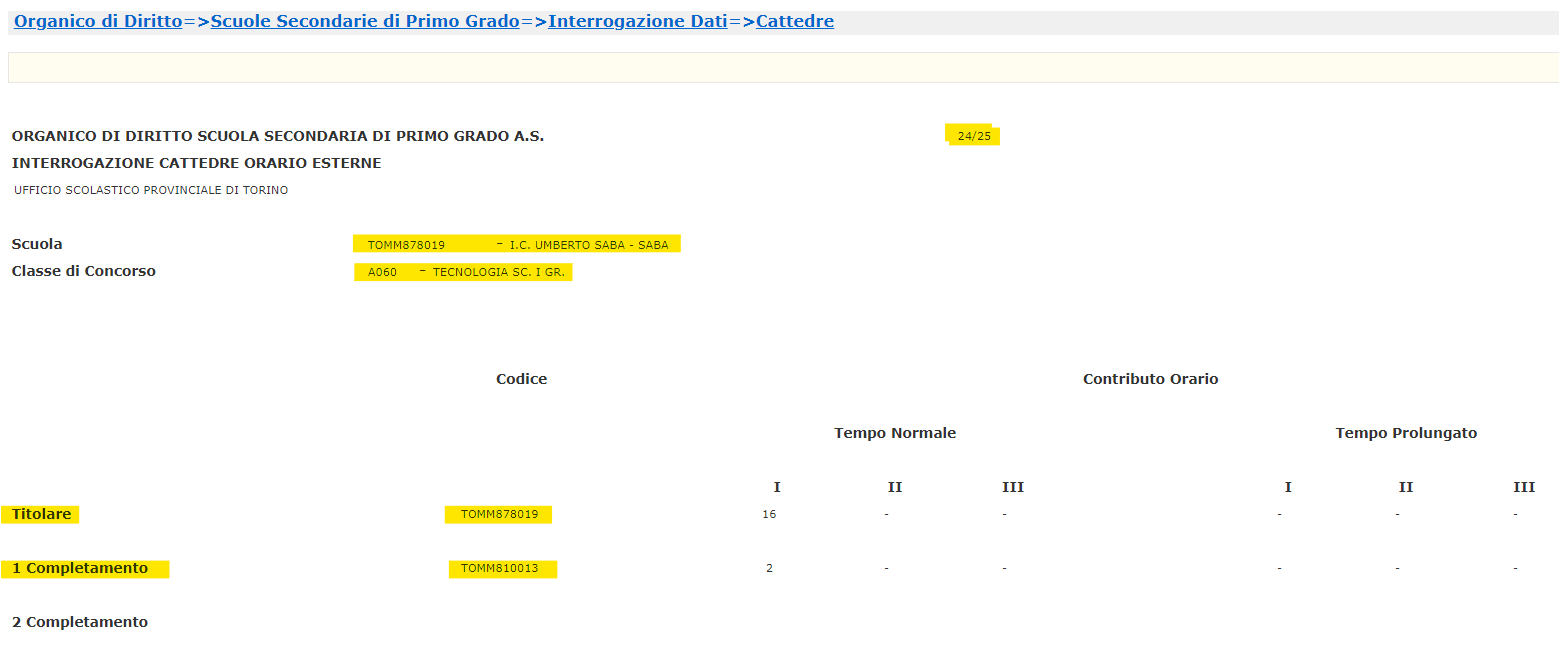 Organico di Diritto=>Scuole Secondarie di Primo Grado=>Interrogazione Dati=>Cattedre
ORGANICO DI DIRITTO SCUOLA SECONDARIA DI PRIMO GRADO A.S. 24/25
INTERROGAZIONE CATTEDRE ORARIO ESTERNE
UFFICIO SCOLASTICO PROVINCIALE DI TORINO
Scuola TOMM878019 - I.C. UMBERTO SABA - SABA
Classe di Concorso A060 - TECNOLOGIA SC. I GR.
Codice Contributo Orario
Tempo Normale Tempo Prolungato
I II III I II III
Titolare TOMM878019 16 - - - - -
1 Completamento TOMM810013 2 - - - - -
2 Completamento